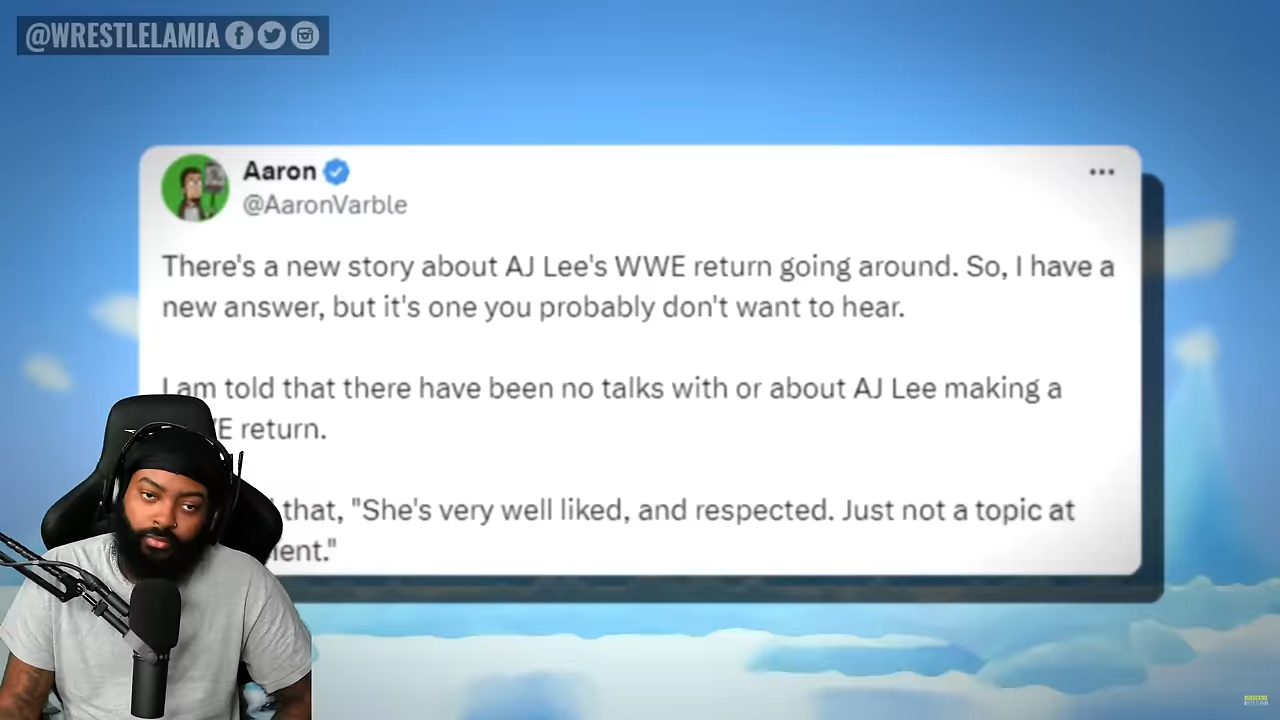 @WRESTLELAMIA
Aaron
@AaronVarble
There's a new story about AJ Lee's WWE return going around. So, I have a
new answer, but it's one you probably don't want to hear.
I am told that there have been no talks with or about AJ Lee making a
E return.
that, "She's very well liked, and respected. Just not a topic at
ent."